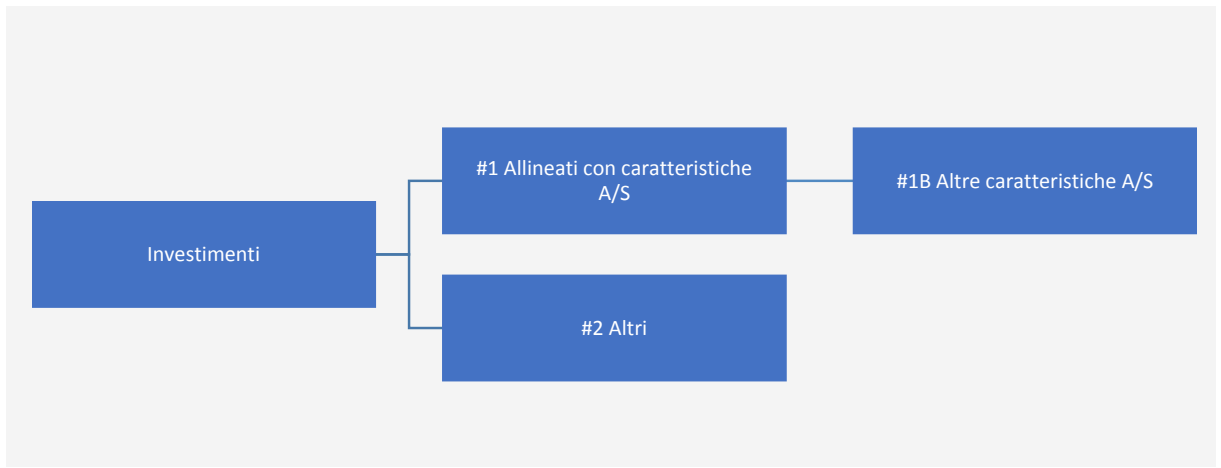 #1 Allineati con caratteristiche
A/S
#1B Altre caratteristiche A/S
Investimenti
#2 Altri